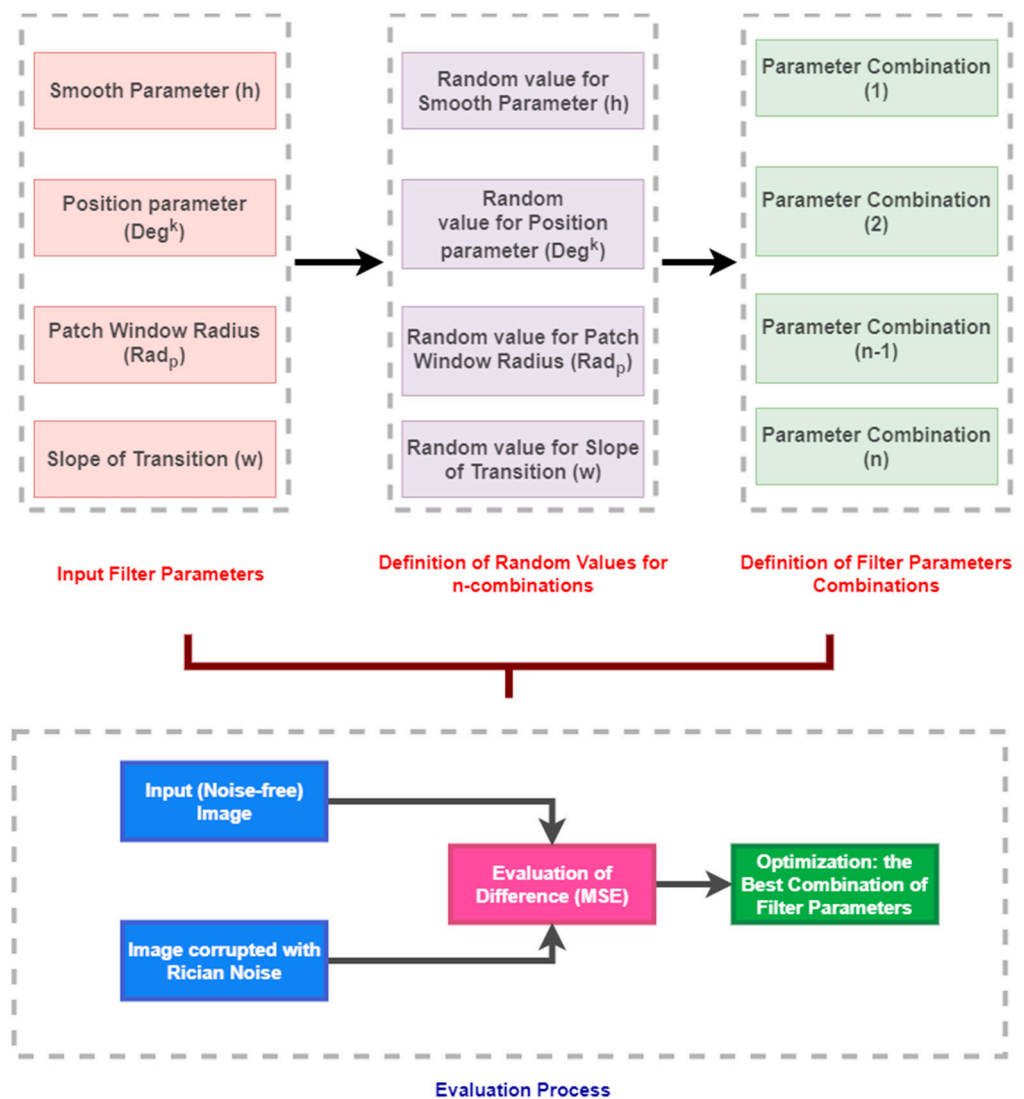 Smooth Parameter (h)
Position parameter
(Deg^k)
Patch Window Radius
(Rad_p)
Slope of Transition (w)
Input Filter Parameters
Random value for
Smooth Parameter (h)
Random
value for Position
parameter (Deg^k)
Random value for Patch
Window Radius (Rad_p)
Random value for Slope
of Transition (w)
Definition of Random Values for
n-combinations
Parameter Combination
(1)
Parameter Combination
(2)
Parameter Combination
(n-1)
Parameter Combination
(n)
Definition of Filter Parameters
Combinations
Input (Noise-free)
Image
Image corrupted with
Rician Noise
Evaluation of
Difference (MSE)
Optimization: the
Best Combination of
Filter Parameters
Evaluation Process